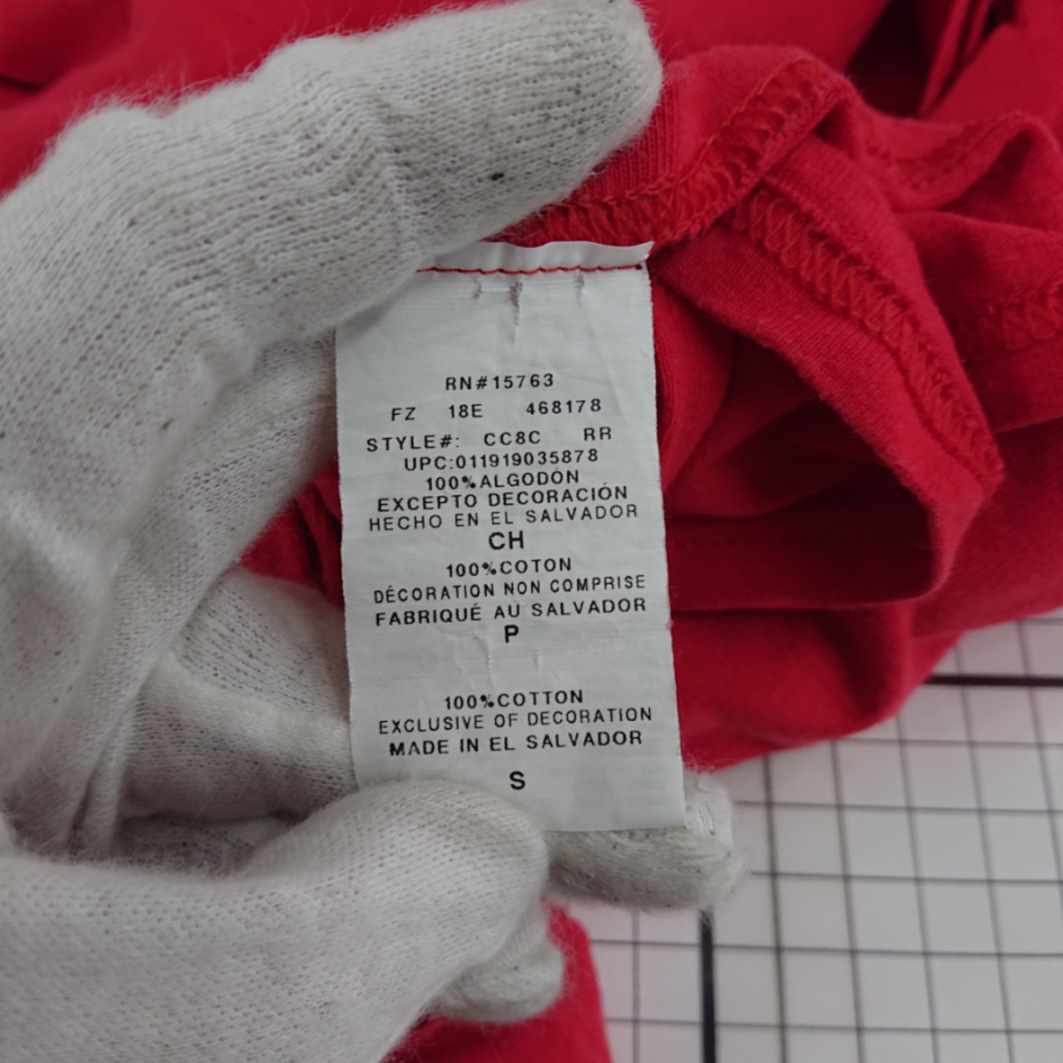 RN#15763
FZ 18E 468178
STYLE#: CC8C RR
UPC:011919035878
100%ALGODÓN
EXCEPTO DECORACIÓN
HECHO EN EL SALVADOR
CH
100%COTON
DÉCORATION NON COMPRISE
FABRIQUÉ AU SALVADOR
P
100%COTTON
EXCLUSIVE OF DECORATION
MADE IN EL SALVADOR
S